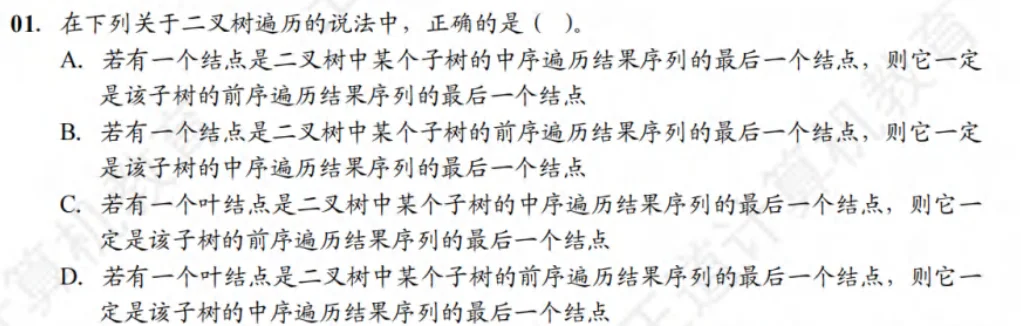 01. 在下列关于二叉树遍历的说法中，正确的是（ ）。
A. 若有一个结点是二叉树中某个子树的中序遍历结果序列的最后一个结点，则它一定
是该子树的前序遍历结果序列的最后一个结点
B. 若有一个结点是二叉树中某个子树的前序遍历结果序列的最后一个结点，则它一定
是该子树的中序遍历结果序列的最后一个结点
C. 若有一个叶结点是二叉树中某个子树的中序遍历结果序列的最后一个结点，则它一
定是该子树的前序遍历结果序列的最后一个结点
D. 若有一个叶结点是二叉树中某个子树的前序遍历结果序列的最后一个结点，则它一
定是该子树的中序遍历结果序列的最后一个结点